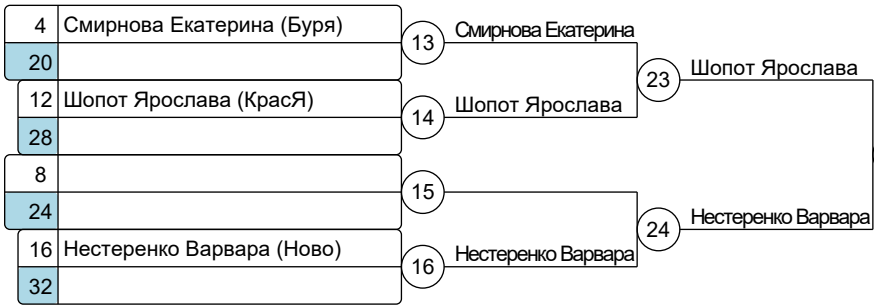 4 Смирнова Екатерина (Буря)
20
13
Смирнова Екатерина
12 Шопот Ярослава (КрасЯ)
28
14
Шопот Ярослава
23
Шопот Ярослава
8
24
15
16 Нестеренко Варвара (Ново)
32
16
Нестеренко Варвара
24
Нестеренко Варвара